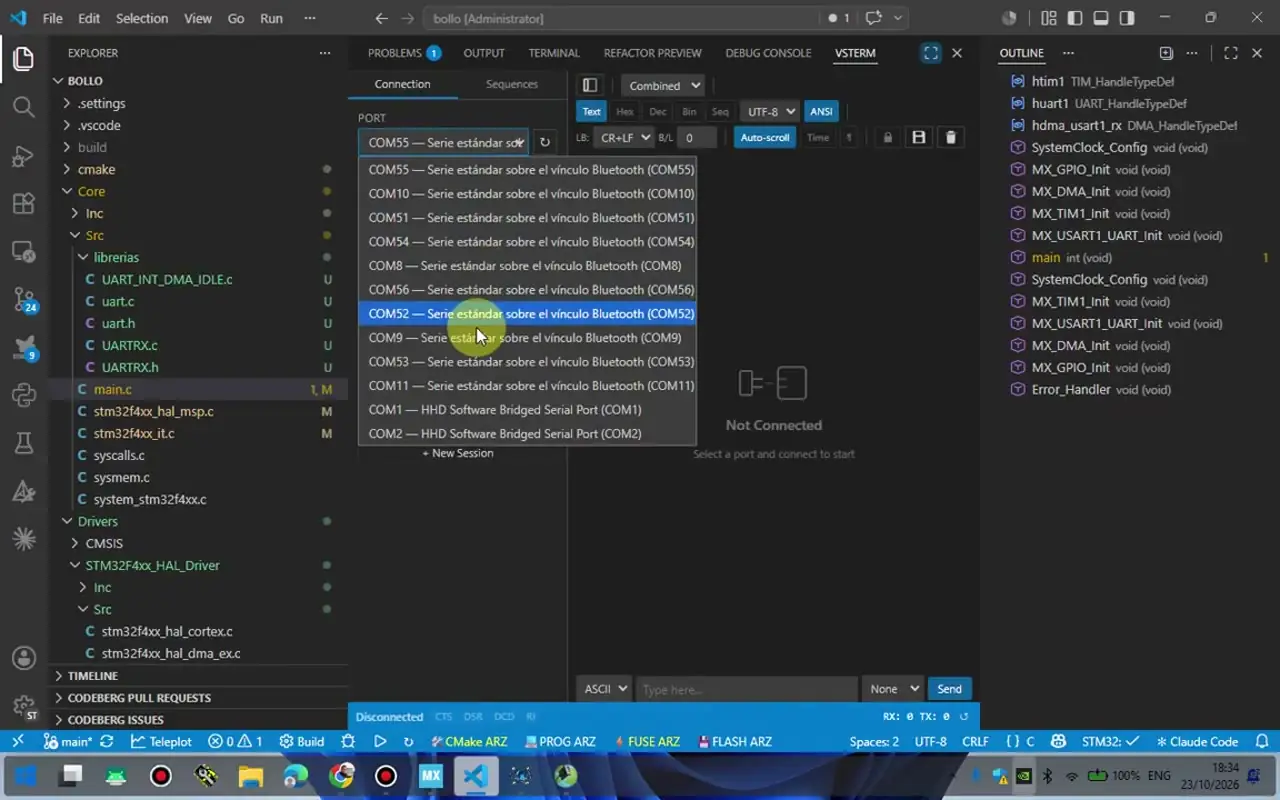 File Edit Selection View Go Run ··· bollo [Administrator] 1
EXPLORER ···
BOLLO
.settings
.vscode
build
cmake
Core
Inc
Src
librerias
C UART_INT_DMA_IDLE.c U
C uart.c U
C uart.h U
C UARTRX.c U
C UARTRX.h U
C main.c 1, M
C stm32f4xx_hal_msp.c M
C stm32f4xx_it.c M
C syscalls.c
C sysmem.c
C system_stm32f4xx.c
Drivers
CMSIS
STM32F4xx_HAL_Driver
Inc
Src
C stm32f4xx_hal_cortex.c
C stm32f4xx_hal_dma_ex.c
TIMELINE
CODEBERG PULL REQUESTS
CODEBERG ISSUES
24
9
ST
PROBLEMS 1 OUTPUT TERMINAL REFACTOR PREVIEW DEBUG CONSOLE VSTERM
Connection Sequences
PORT
COM55 — Serie estándar so
COM55 — Serie estándar sobre el vínculo Bluetooth (COM55)
COM10 — Serie estándar sobre el vínculo Bluetooth (COM10)
COM51 — Serie estándar sobre el vínculo Bluetooth (COM51)
COM54 — Serie estándar sobre el vínculo Bluetooth (COM54)
COM8 — Serie estándar sobre el vínculo Bluetooth (COM8)
COM56 — Serie estándar sobre el vínculo Bluetooth (COM56)
COM52 — Serie estándar sobre el vínculo Bluetooth (COM52)
COM9 — Serie estándar sobre el vínculo Bluetooth (COM9)
COM53 — Serie estándar sobre el vínculo Bluetooth (COM53)
COM11 — Serie estándar sobre el vínculo Bluetooth (COM11)
COM1 — HHD Software Bridged Serial Port (COM1)
COM2 — HHD Software Bridged Serial Port (COM2)
+ New Session
Combined
Text Hex Dec Bin Seq UTF-8 ANSI
LB: CR+LF B/L 0 Auto-scroll Time ¶
Not Connected
Select a port and connect to start
ASCII Type here... None Send
Disconnected CTS DSR DCD RI RX: 0 TX: 0
OUTLINE ···
htim1 TIM_HandleTypeDef
huart1 UART_HandleTypeDef
hdma_usart1_rx DMA_HandleTypeDef
SystemClock_Config void (void)
MX_GPIO_Init void (void)
MX_DMA_Init void (void)
MX_TIM1_Init void (void)
MX_USART1_UART_Init void (void)
main int (void) 1
SystemClock_Config void (void)
MX_TIM1_Init void (void)
MX_USART1_UART_Init void (void)
MX_DMA_Init void (void)
MX_GPIO_Init void (void)
Error_Handler void (void)
main* Teleplot 0 1 Build CMake ARZ PROG ARZ FUSE ARZ FLASH ARZ Spaces: 2 UTF-8 CRLF {} C STM32: Claude Code
MX 100% ENG 18:34
23/10/2026